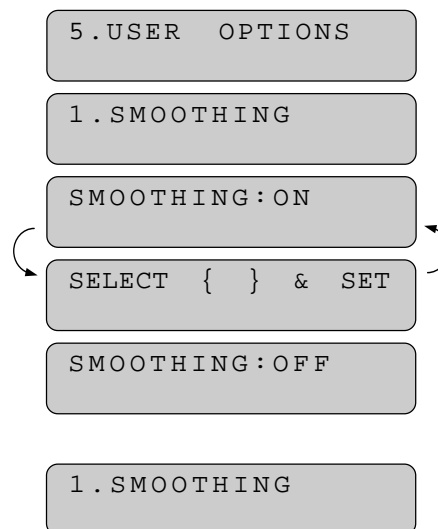 5.USER OPTIONS
1.SMOOTHING
SMOOTHING:ON
SELECT { } & SET
SMOOTHING:OFF
1.SMOOTHING